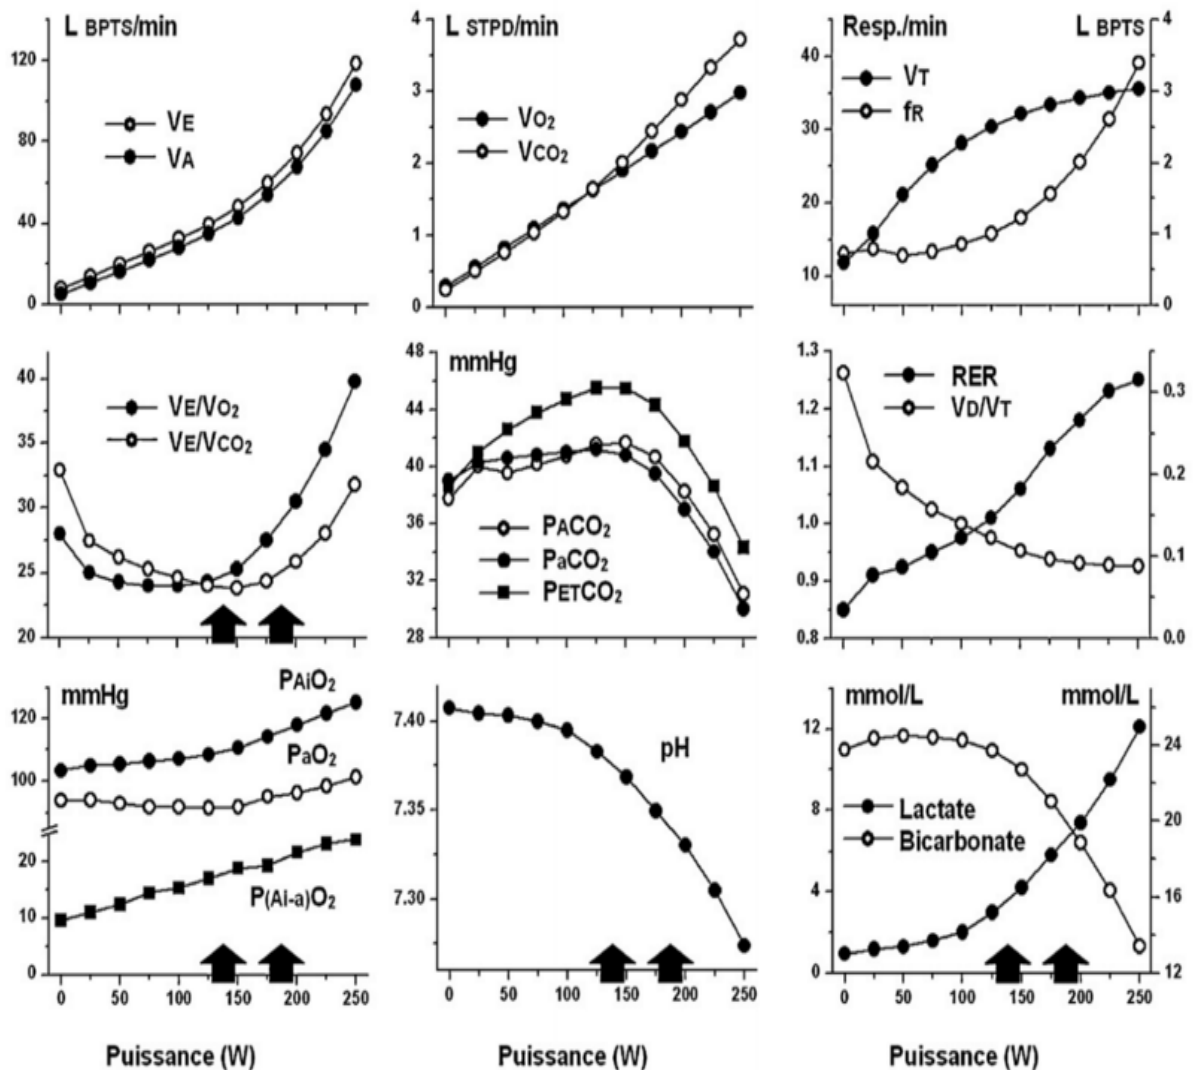 L BPTS/min
120
80
40
0
VE
VA
L STPD/min
4
3
2
1
0
VO2
VCO2
Resp./min
L BPTS
40
30
20
10
4
3
2
1
0
VT
fR
40
35
30
25
20
VE/VO2
VE/VCO2
mmHg
48
44
40
36
32
28
PACO2
PaCO2
PETCO2
1.3
1.2
1.1
1.0
0.9
0.8
0.3
0.2
0.1
0.0
RER
VD/VT
mmHg
120
100
20
10
0
PAiO2
PaO2
P(Ai-a)O2
0 50 100 150 200 250
Puissance (W)
7.40
7.35
7.30
pH
0 50 100 150 200 250
Puissance (W)
mmol/L
mmol/L
12
8
4
0
24
20
16
12
Lactate
Bicarbonate
0 50 100 150 200 250
Puissance (W)